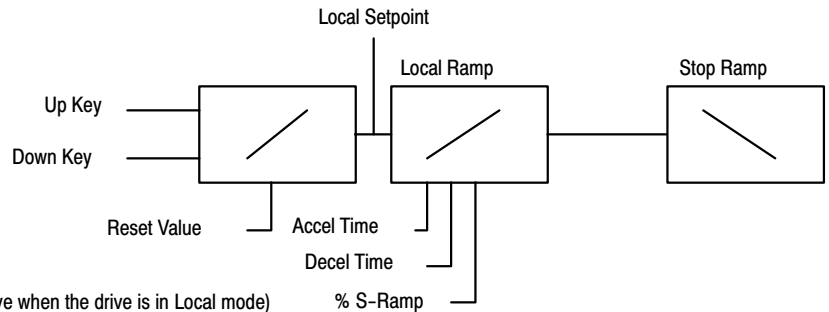 Local Setpoint
Local Ramp
Stop Ramp
Up Key
Down Key
Reset Value
Accel Time
Decel Time
when the drive is in Local mode)
% S-Ramp